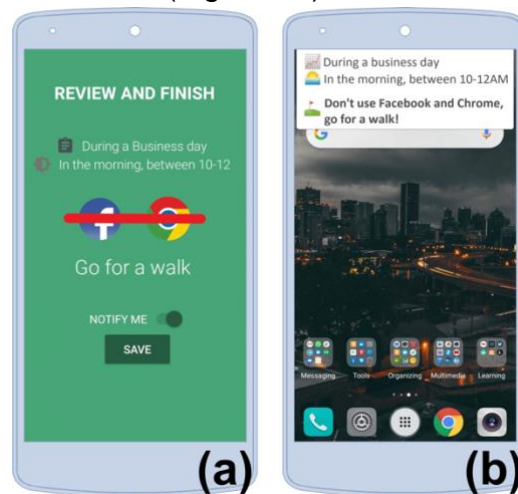 REVIEW AND FINISH
During a Business day
In the morning, between 10-12
Go for a walk
NOTIFY ME
SAVE
(a)
During a business day
In the morning, between 10-12AM
Don't use Facebook and Chrome,
go for a walk!
Messaging
Tools
Organizing
Multimedia
Learning
(b)